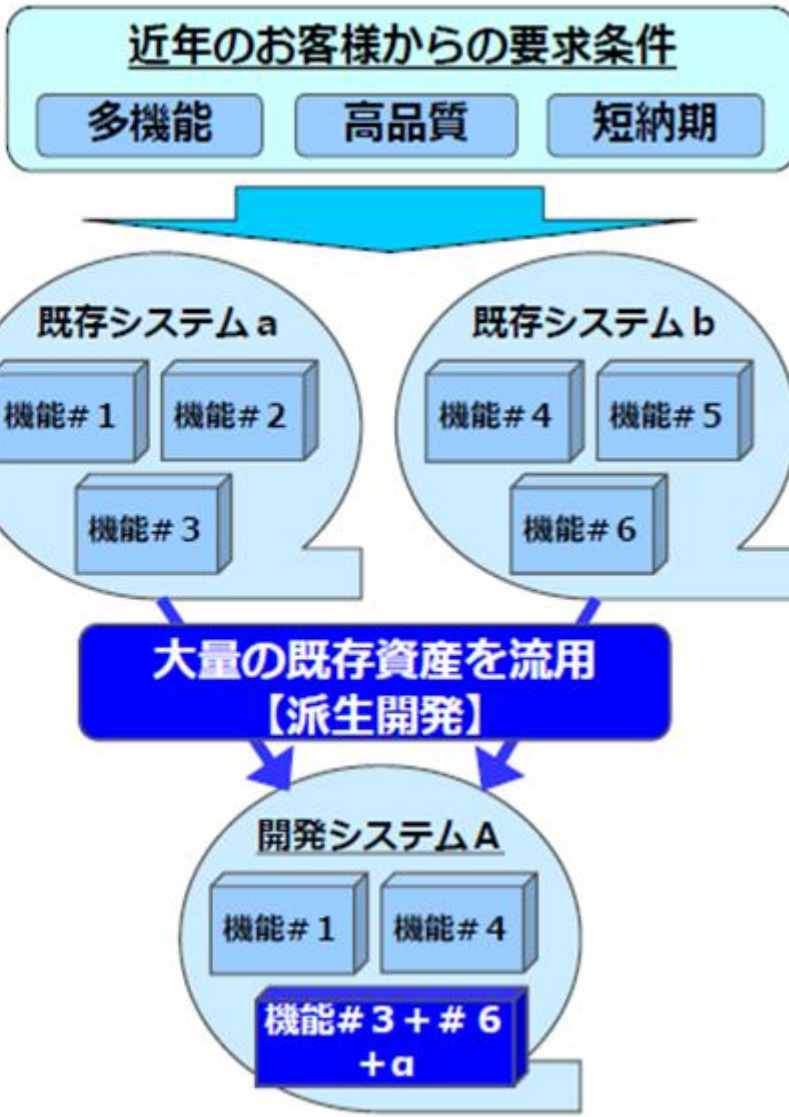 近年のお客様からの要求条件
多機能 高品質 短納期
既存システムa 既存システムb
機能#1 機能#2 機能#4 機能#5
機能#3 機能#6
大量の既存資産を流用
【派生開発】
開発システムA
機能#1 機能#4
機能#3+#6
+α